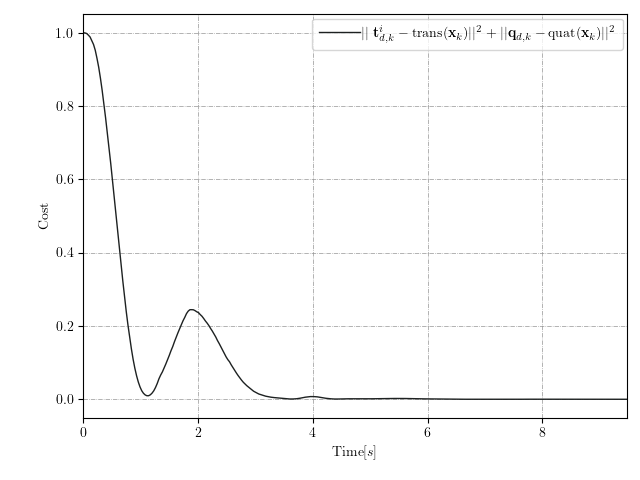 || t^i_{d,k} − trans(x_k)||² + ||q_{d,k} − quat(x_k)||²
1.0
0.8
0.6
0.4
0.2
0.0
Cost
0 2 4 6 8
Time[s]